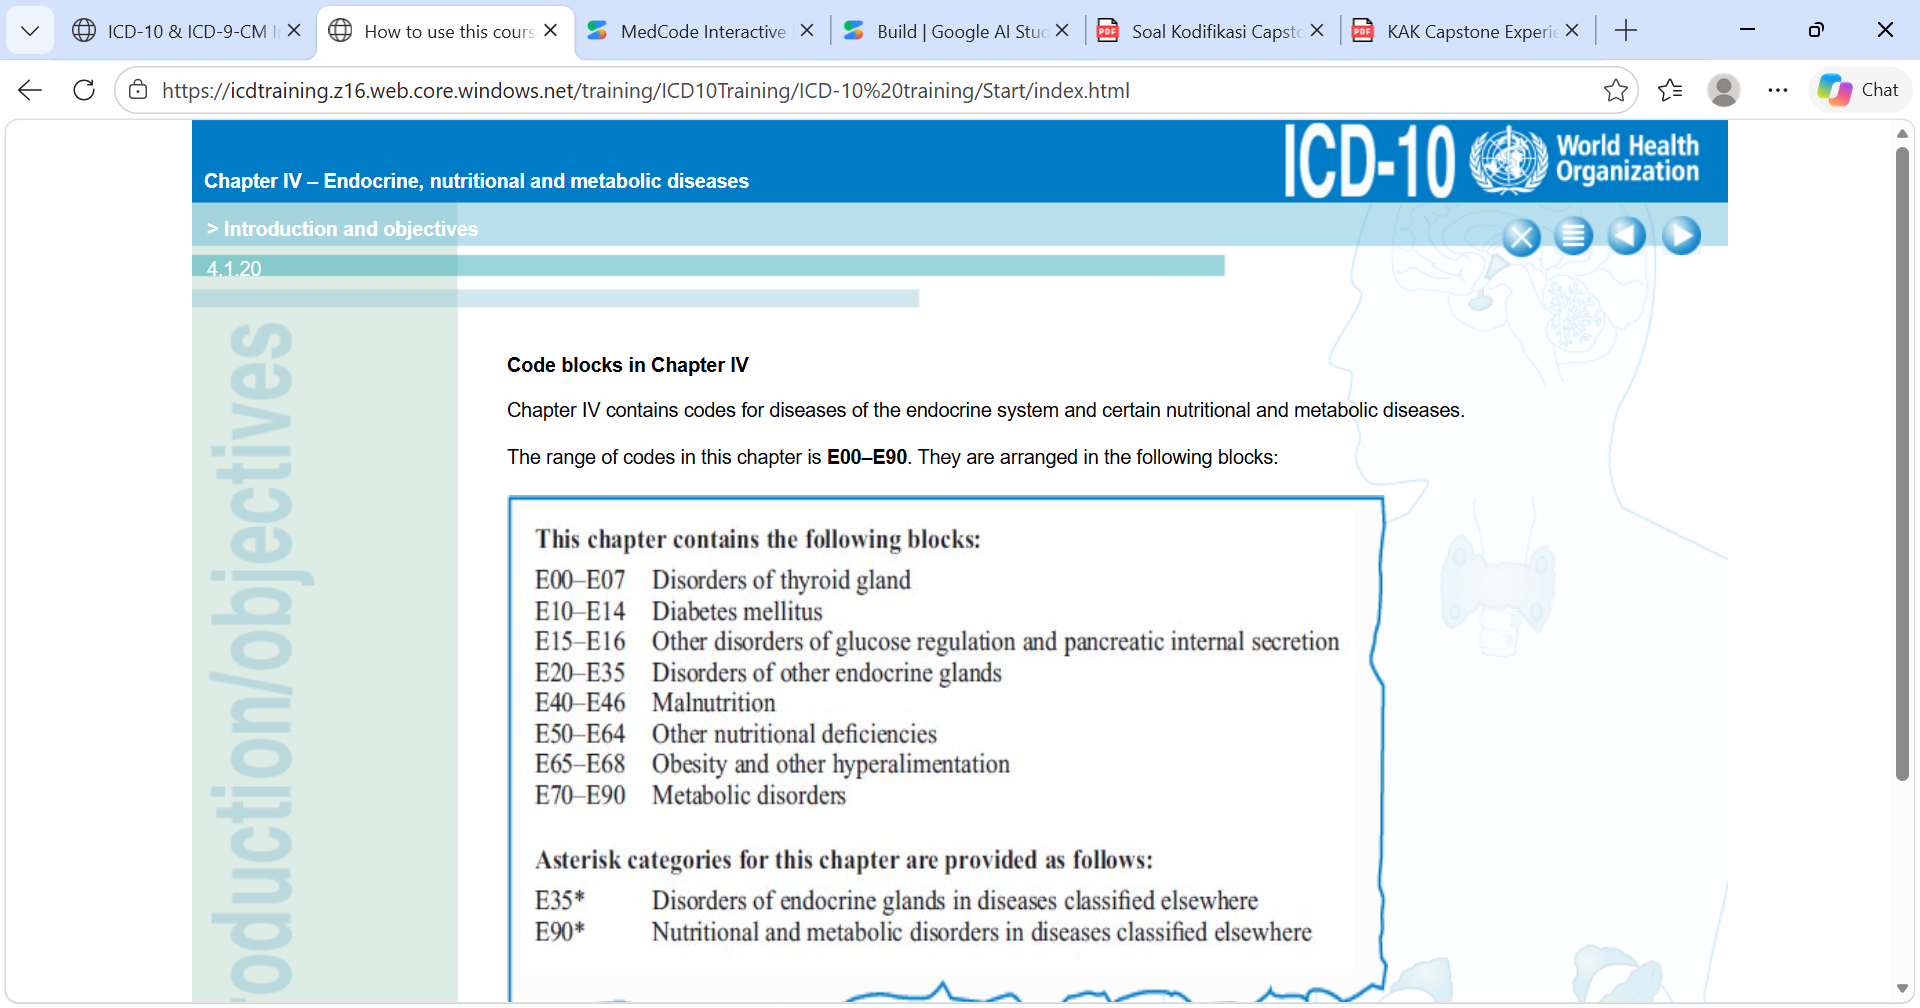 ICD-10 & ICD-9-CM I
How to use this cours
MedCode Interactive
Build | Google AI Stud
Soal Kodifikasi Capsto
KAK Capstone Experie
https://icdtraining.z16.web.core.windows.net/training/ICD10Training/ICD-10%20training/Start/index.html
Chat
Chapter IV – Endocrine, nutritional and metabolic diseases
ICD-10
World Health
Organization
> Introduction and objectives
4.1.20
oduction/objectives
Code blocks in Chapter IV
Chapter IV contains codes for diseases of the endocrine system and certain nutritional and metabolic diseases.
The range of codes in this chapter is E00–E90. They are arranged in the following blocks:
This chapter contains the following blocks:
E00–E07 Disorders of thyroid gland
E10–E14 Diabetes mellitus
E15–E16 Other disorders of glucose regulation and pancreatic internal secretion
E20–E35 Disorders of other endocrine glands
E40–E46 Malnutrition
E50–E64 Other nutritional deficiencies
E65–E68 Obesity and other hyperalimentation
E70–E90 Metabolic disorders
Asterisk categories for this chapter are provided as follows:
E35* Disorders of endocrine glands in diseases classified elsewhere
E90* Nutritional and metabolic disorders in diseases classified elsewhere